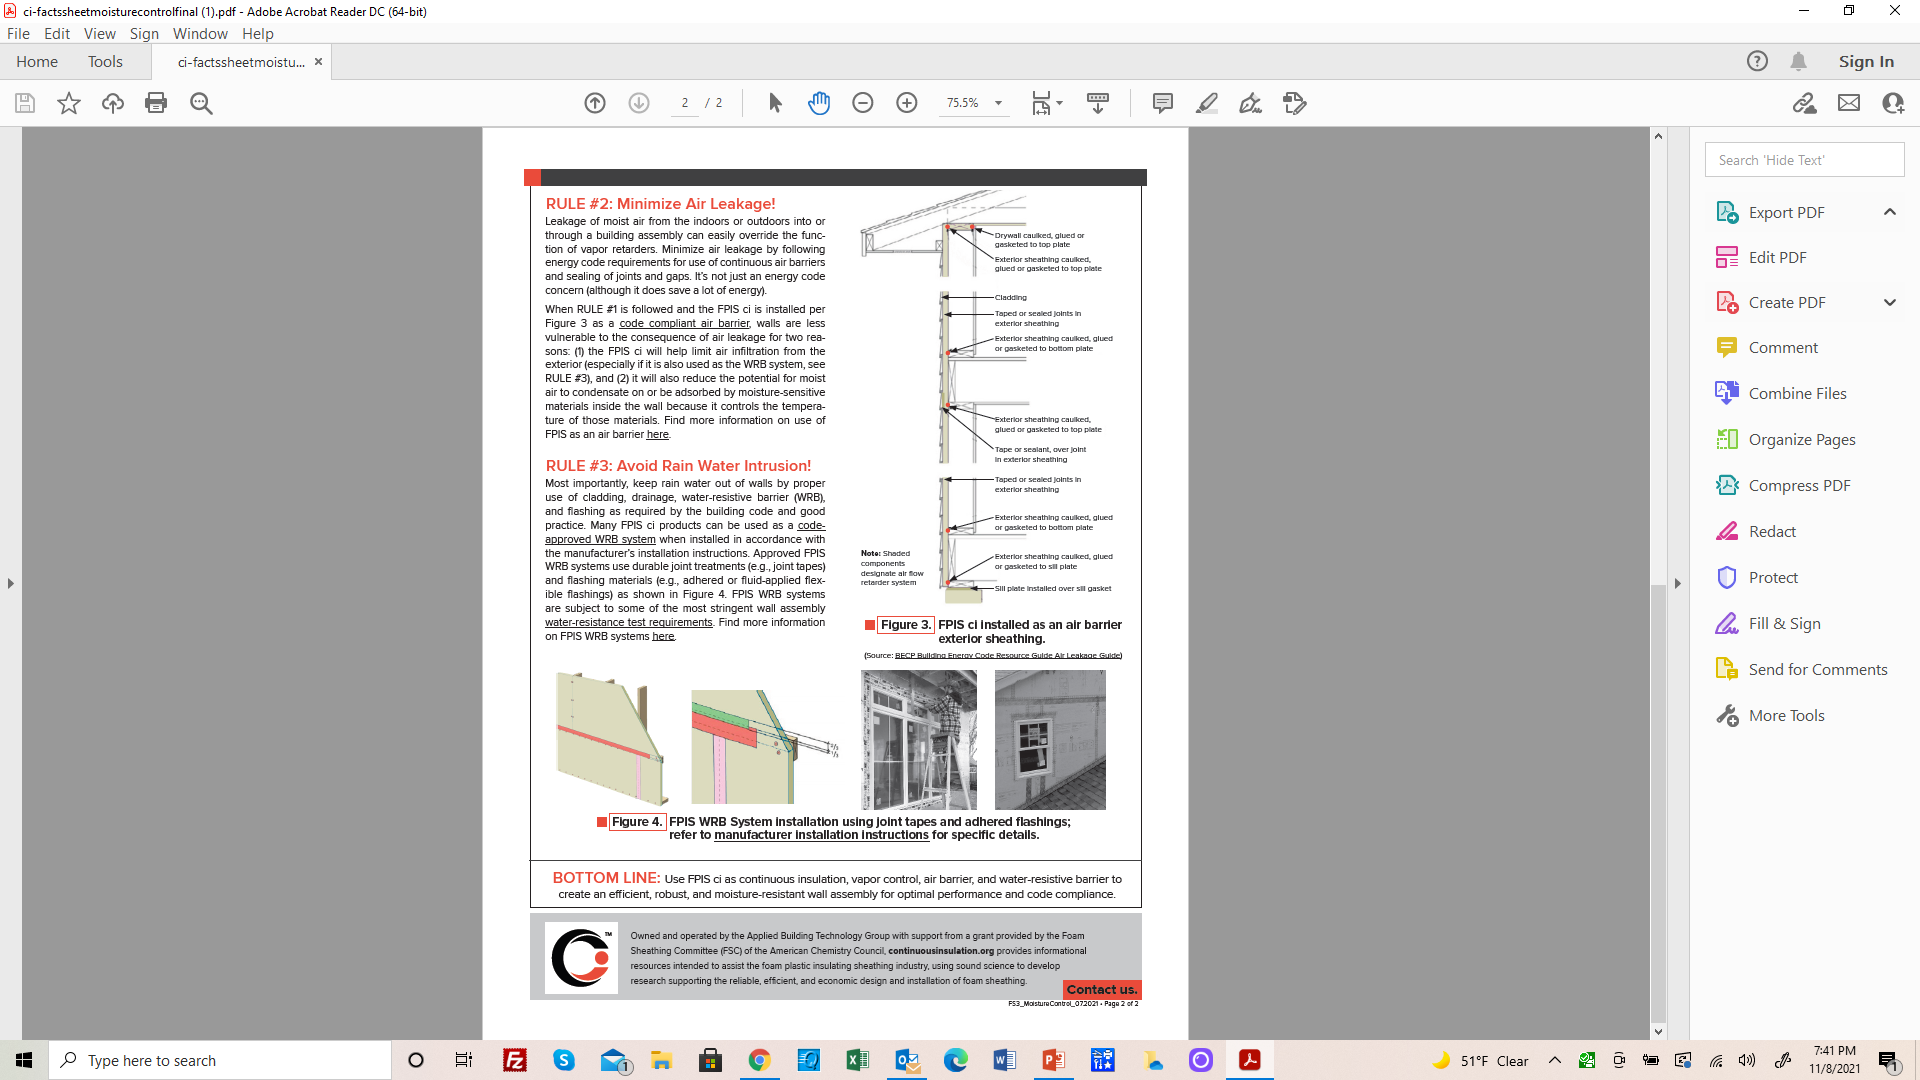 ci-factssheetmoisturecontrolfinal (1).pdf - Adobe Acrobat Reader DC (64-bit)
File Edit View Sign Window Help
Home Tools ci-factssheetmoistu... × Sign In
2 / 2 75.5%
RULE #2: Minimize Air Leakage!
Leakage of moist air from the indoors or outdoors into or
through a building assembly can easily override the func-
tion of vapor retarders. Minimize air leakage by following
energy code requirements for use of continuous air barriers
and sealing of joints and gaps. It's not just an energy code
concern (although it does save a lot of energy).
When RULE #1 is followed and the FPIS ci is installed per
Figure 3 as a code compliant air barrier, walls are less
vulnerable to the consequence of air leakage for two rea-
sons: (1) the FPIS ci will help limit air infiltration from the
exterior (especially if it is also used as the WRB system, see
RULE #3), and (2) it will also reduce the potential for moist
air to condensate on or be adsorbed by moisture-sensitive
materials inside the wall because it controls the tempera-
ture of those materials. Find more information on use of
FPIS as an air barrier here.
RULE #3: Avoid Rain Water Intrusion!
Most importantly, keep rain water out of walls by proper
use of cladding, drainage, water-resistive barrier (WRB),
and flashing as required by the building code and good
practice. Many FPIS ci products can be used as a code-
approved WRB system when installed in accordance with
the manufacturer's installation instructions. Approved FPIS
WRB systems use durable joint treatments (e.g., joint tapes)
and flashing materials (e.g., adhered or fluid-applied flex-
ible flashings) as shown in Figure 4. FPIS WRB systems
are subject to some of the most stringent wall assembly
water-resistance test requirements. Find more information
on FPIS WRB systems here.
Drywall caulked, glued or
gasketed to top plate
Exterior sheathing caulked,
glued or gasketed to top plate
Cladding
Taped or sealed joints in
exterior sheathing
Exterior sheathing caulked, glued
or gasketed to bottom plate
Exterior sheathing caulked,
glued or gasketed to top plate
Tape or sealant, over joint
in exterior sheathing
Taped or sealed joints in
exterior sheathing
Exterior sheathing caulked, glued
or gasketed to bottom plate
Exterior sheathing caulked, glued
or gasketed to sill plate
Sill plate installed over sill gasket
Note: Shaded
components
designate air flow
retarder system
Figure 3. FPIS ci installed as an air barrier
exterior sheathing.
(Source: BECP Building Energy Code Resource Guide Air Leakage Guide)
Figure 4. FPIS WRB System installation using joint tapes and adhered flashings;
refer to manufacturer installation instructions for specific details.
BOTTOM LINE: Use FPIS ci as continuous insulation, vapor control, air barrier, and water-resistive barrier to
create an efficient, robust, and moisture-resistant wall assembly for optimal performance and code compliance.
TM
Owned and operated by the Applied Building Technology Group with support from a grant provided by the Foam
Sheathing Committee (FSC) of the American Chemistry Council, continuousinsulation.org provides informational
resources intended to assist the foam plastic insulating sheathing industry, using sound science to develop
research supporting the reliable, efficient, and economic design and installation of foam sheathing.
Contact us.
FS3_MoistureControl_07.2021 • Page 2 of 2
Search 'Hide Text'
Export PDF
Edit PDF
Create PDF
Comment
Combine Files
Organize Pages
Compress PDF
Redact
Protect
Fill & Sign
Send for Comments
More Tools
Type here to search
51°F Clear
7:41 PM
11/8/2021